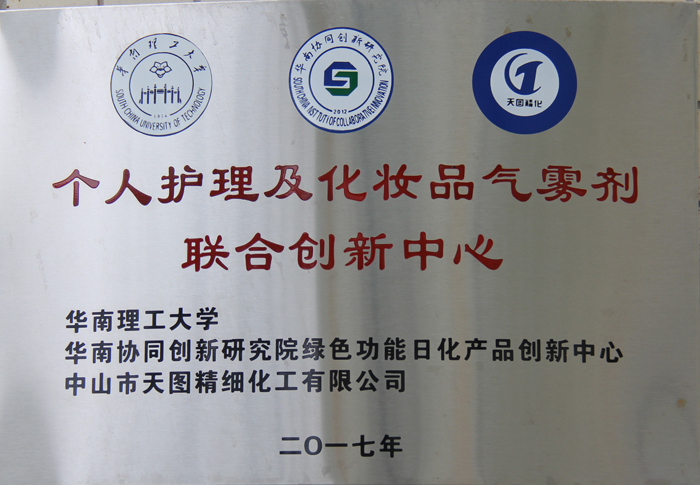 华南理工大学
SOUTH CHINA UNIVERSITY OF TECHNOLOGY
华南协同创新研究院
SOUTH CHINA INSTITUTE OF COLLABORATIVE INNOVATION
2012
天图精化
个人护理及化妆品气雾剂
联合创新中心
华南理工大学
华南协同创新研究院绿色功能日化产品创新中心
中山市天图精细化工有限公司
二〇一七年